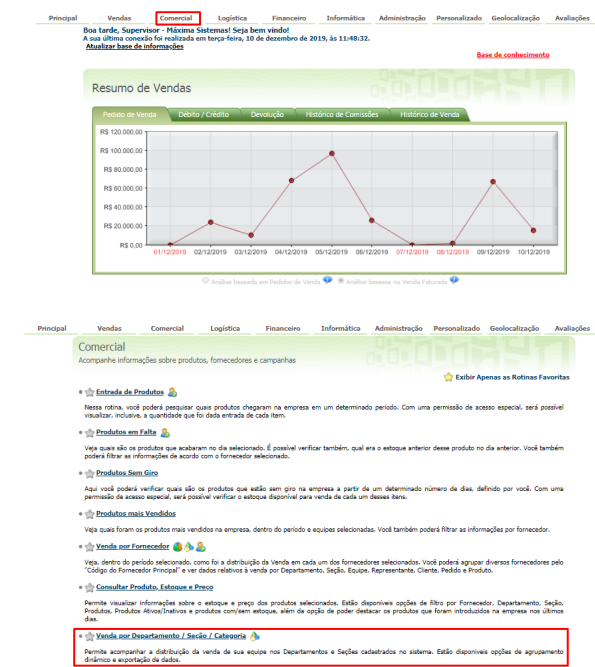 Principal Vendas Comercial Logística Financeiro Informática Administração Personalizado Geolocalização Avaliações
Boa tarde, Supervisor - Máxima Sistemas! Seja bem vindo!
A sua última conexão foi realizada em terça-feira, 10 de dezembro de 2019, às 11:48:32.
Atualizar base de
informações
Base de conhecimento
Resumo de Vendas
Pedido de Venda Débito / Crédito Devolução Histórico de Comissões Histórico de Venda
R$ 120.000,00
R$ 100.000,00
R$ 80.000,00
R$ 60.000,00
R$ 40.000,00
R$ 20.000,00
R$ 0,00
01/12/2019 02/12/2019 03/12/2019 04/12/2019 05/12/2019 06/12/2019 07/12/2019 08/12/2019 09/12/2019 10/12/2019
Análise baseada em Pedidos de Venda Análise baseasa na Venda Faturada
Principal Vendas Comercial Logística Financeiro Informática Administração Personalizado Geolocalização Avaliações
Comercial
Acompanhe informações sobre produtos, fornecedores e campanhas
Exibir Apenas as Rotinas Favoritas
Entrada de Produtos
Nessa rotina, você poderá pesquisar quais produtos chegaram na empresa em um determinado período. Com uma permissão de acesso especial, será possível
visualizar, inclusive, a quantidade que foi dada entrada de cada item.
Produtos em Falta
Veja quais são os produtos que acabaram no dia selecionado. É possível verificar também, qual era o estoque anterior desse produto no dia anterior. Você também
poderá filtrar as informações de acordo com o fornecedor selecionado.
Produtos Sem Giro
Aqui você poderá verificar quais são os produtos que estão sem giro na empresa a partir de um determinado número de dias, definido por você. Com uma
permissão de acesso especial, será possível verificar o estoque disponível para venda de cada um desses itens.
Produtos mais Vendidos
Veja quais foram os produtos mais vendidos na empresa, dentro do período e equipes selecionadas. Você também poderá filtrar as informações por fornecedor.
Venda por Fornecedor
Veja, dentro do período selecionado, como foi a distribuição da Venda em cada um dos fornecedores selecionados. Você poderá agrupar diversos fornecedores pelo
"Código do Fornecedor Principal" e ver dados relativos à venda por Departamento, Seção, Equipe, Representante, Cliente, Pedido e Produto.
Consultar Produto, Estoque e Preço
Permite visualizar informações sobre o estoque e preço dos produtos selecionados. Estão disponíveis opções de filtro por Fornecedor, Departamento, Seção,
Produtos, Produtos Ativos/Inativos e produtos com/sem estoque, além da opção de poder destacar os produtos que foram introduzidos na empresa nos últimos
dias.
Venda por Departamento / Seção / Categoria
Permite acompanhar a distribuição da venda de sua equipe nos Departamentos e Seções cadastrados no sistema. Estão disponíveis opções de agrupamento
dinâmico e exportação de dados.